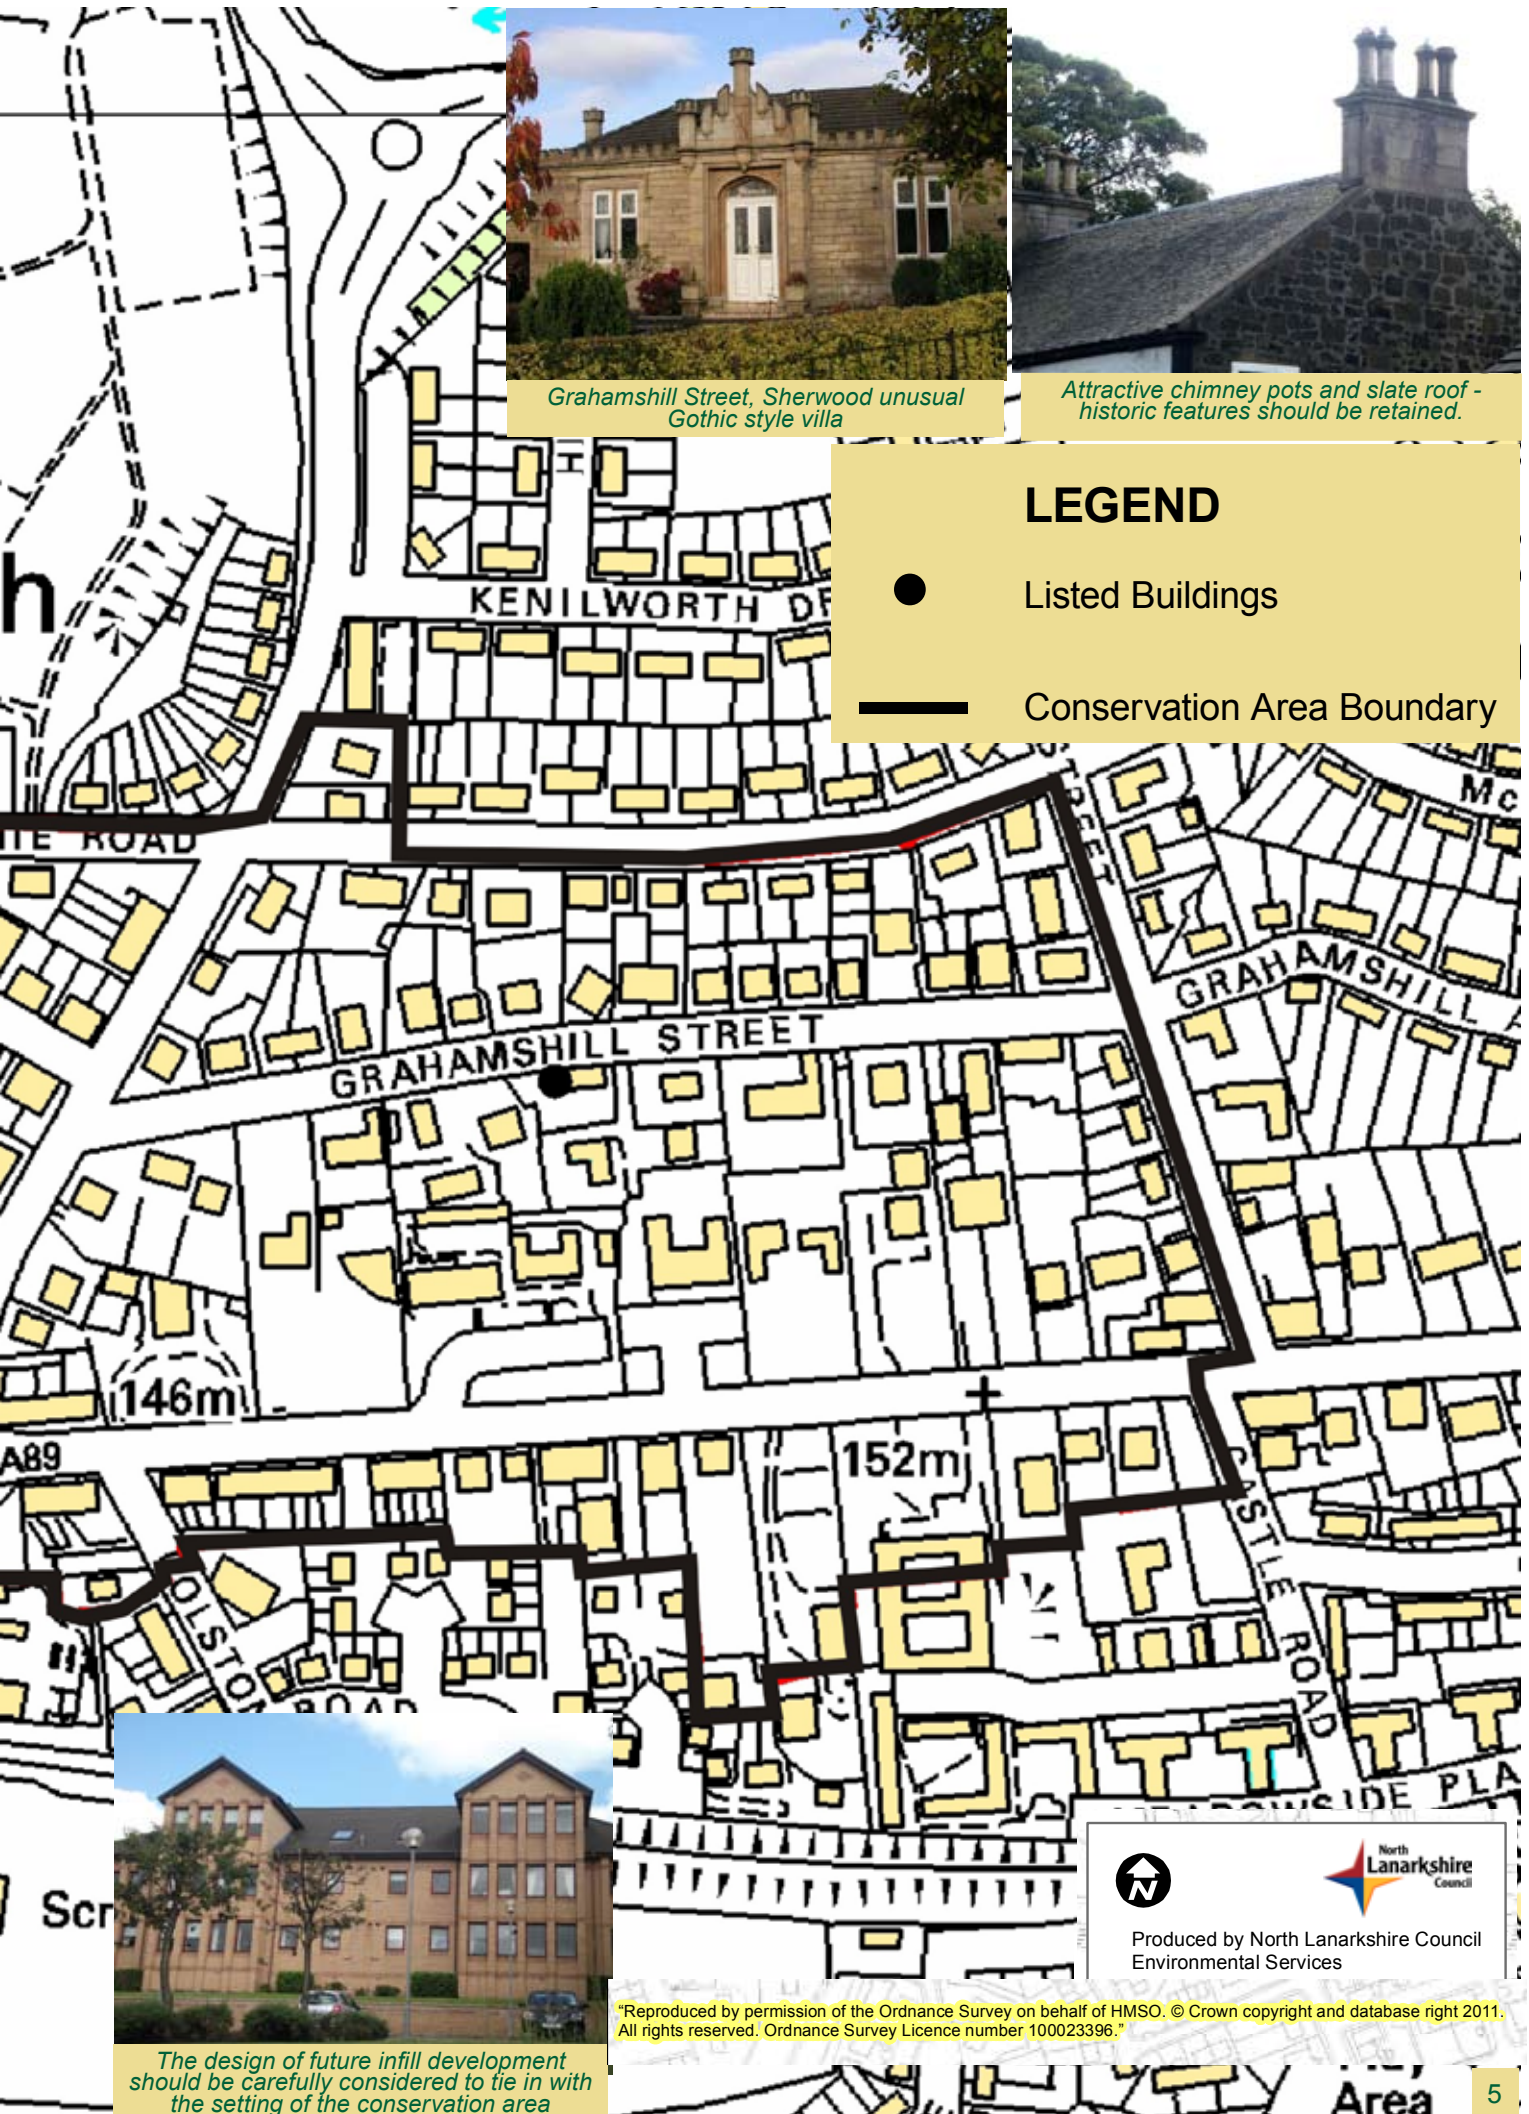 Grahamshill Street, Sherwood unusual
Gothic style villa
Attractive chimney pots and slate roof -
historic features should be retained.
LEGEND
Listed Buildings
Conservation Area Boundary
h
KENILWORTH
Mc
ROAD
GRAHAMSHILL
GRAHAMSHILL STREET
146m
A89
152m
CASTLE ROAD
ROAD
PLA
Scr
North
Lanarkshire
Council
N
Produced by North Lanarkshire Council
Environmental Services
“Reproduced by permission of the Ordnance Survey on behalf of HMSO. © Crown copyright and database right 2011.
All rights reserved. Ordnance Survey Licence number 100023396.”
The design of future infill development
should be carefully considered to tie in with
the setting of the conservation area
Area
5